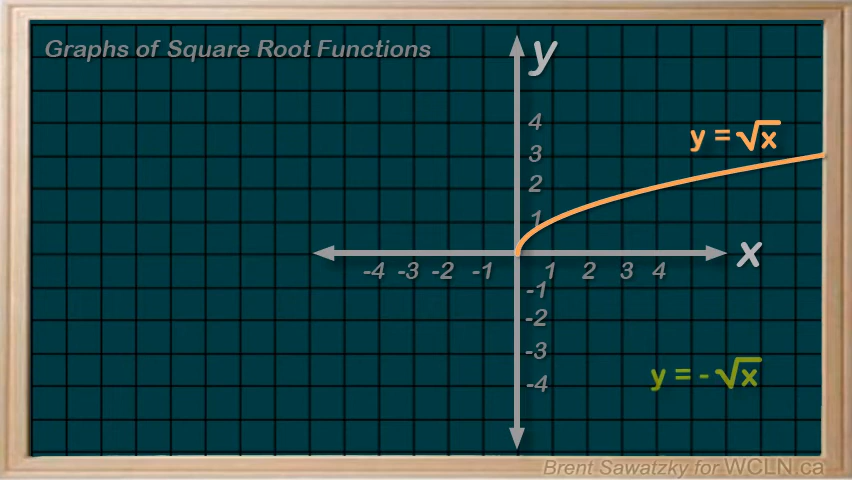 Graphs of Square Root Functions
y
4
y = √x
3
2
1
x
-4 -3 -2 -1 1 2 3 4
-1
-2
-3
y = - √x
-4
Brent Sawatzky for WCLN.ca